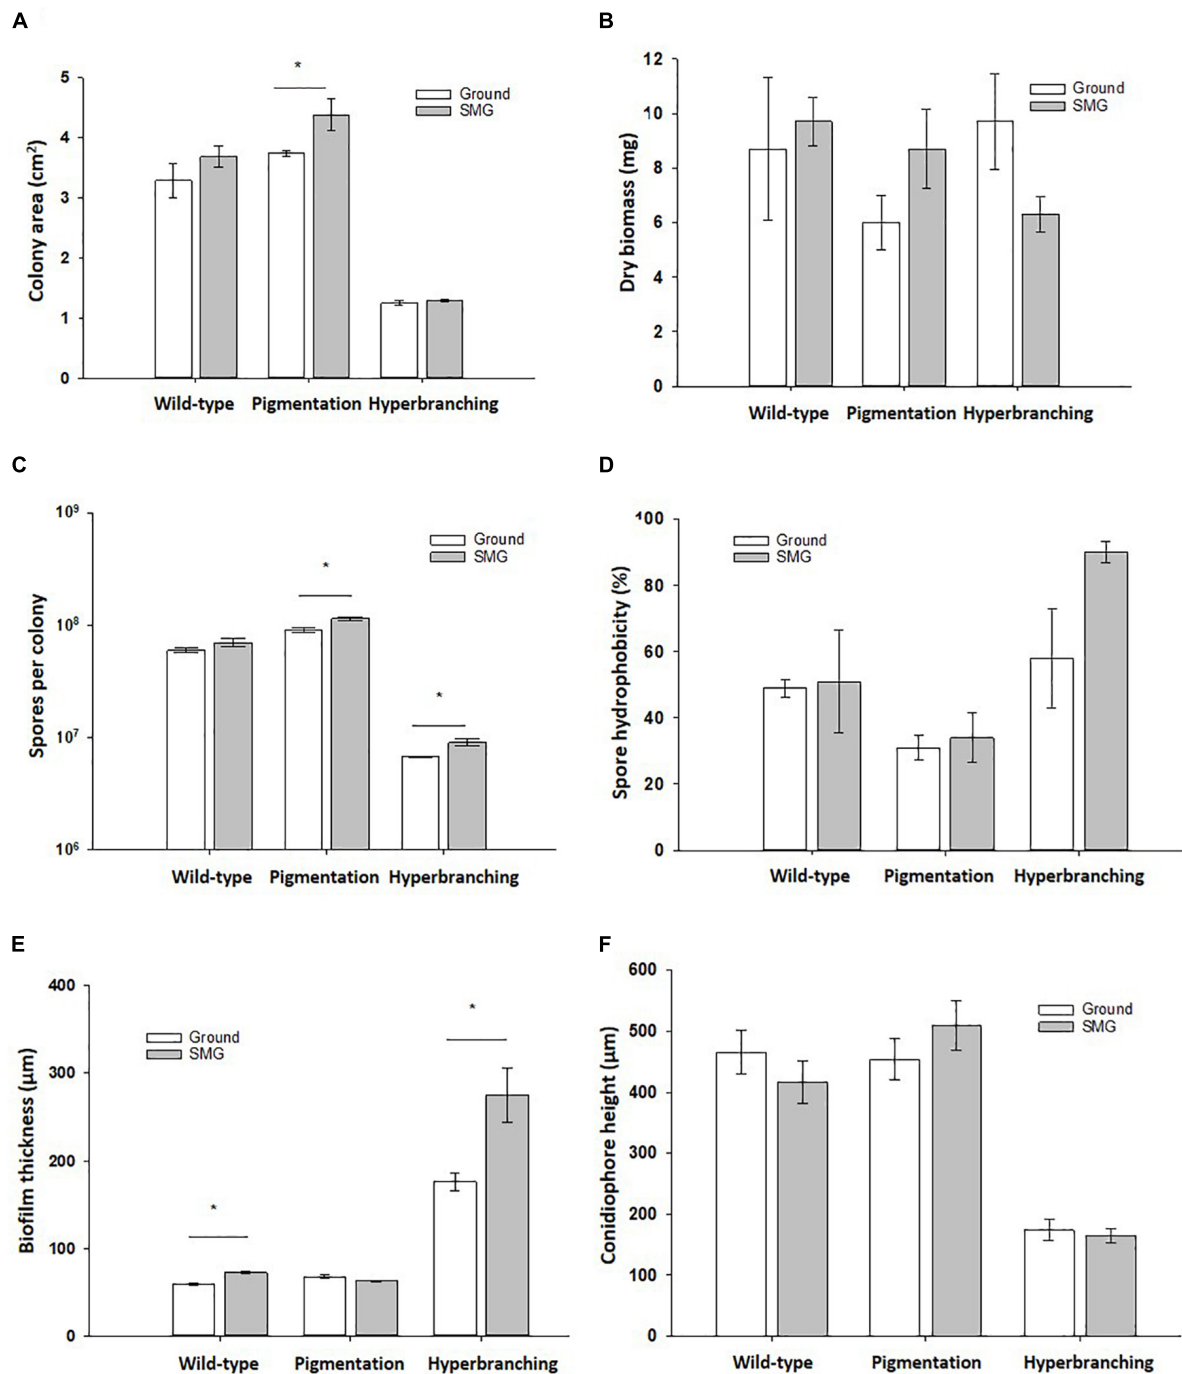 A
Colony area (cm²)
5
4
3
2
1
0
*
Ground
SMG
Wild-type Pigmentation Hyperbranching
B
Dry biomass (mg)
12
10
8
6
4
2
0
Ground
SMG
Wild-type Pigmentation Hyperbranching
C
Spores per colony
10⁹
10⁸
10⁷
10⁶
*
*
Ground
SMG
Wild-type Pigmentation Hyperbranching
D
Spore hydrophobicity (%)
100
80
60
40
20
0
Ground
SMG
Wild-type Pigmentation Hyperbranching
E
Biofilm thickness (µm)
400
300
200
100
0
*
*
Ground
SMG
Wild-type Pigmentation Hyperbranching
F
Conidiophore height (µm)
600
500
400
300
200
100
0
Ground
SMG
Wild-type Pigmentation Hyperbranching